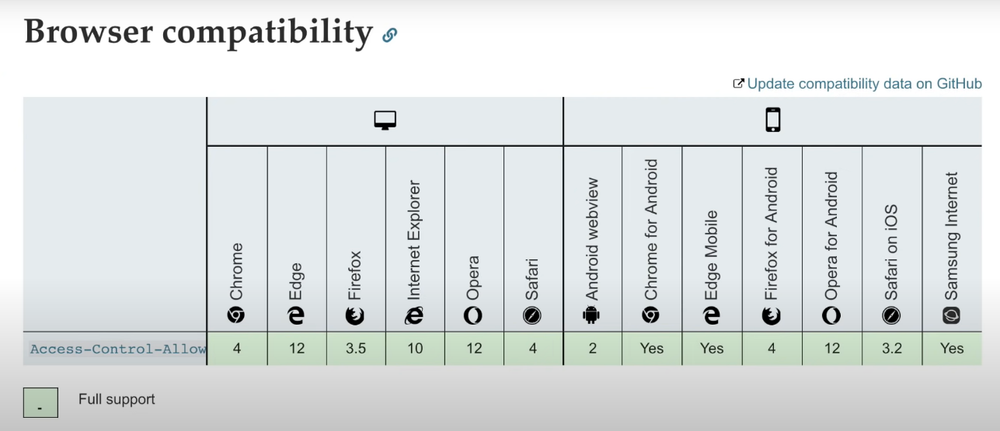 Browser compatibility
Update compatibility data on GitHub
Chrome
Edge
Firefox
Internet Explorer
Opera
Safari
Android webview
Chrome for Android
Edge Mobile
Firefox for Android
Opera for Android
Safari on iOS
Samsung Internet
Access-Control-Allow 4 12 3.5 10 12 4 2 Yes Yes 4 12 3.2 Yes
- Full support